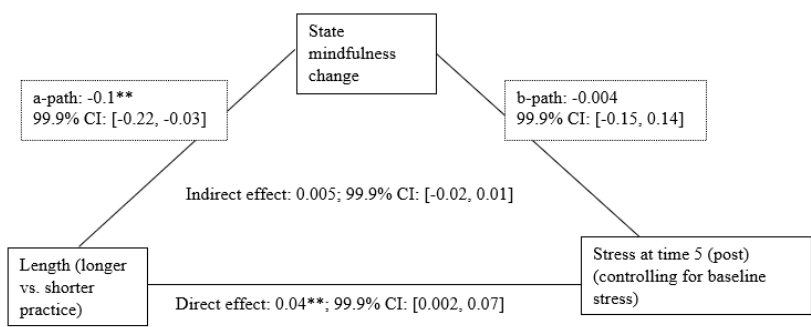 State
mindfulness
change
a-path: -0.1**
99.9% CI: [-0.22, -0.03]
b-path: -0.004
99.9% CI: [-0.15, 0.14]
Indirect effect: 0.005; 99.9% CI: [-0.02, 0.01]
Length (longer
vs. shorter
practice)
Stress at time 5 (post)
(controlling for baseline
stress)
Direct effect: 0.04**; 99.9% CI: [0.002, 0.07]